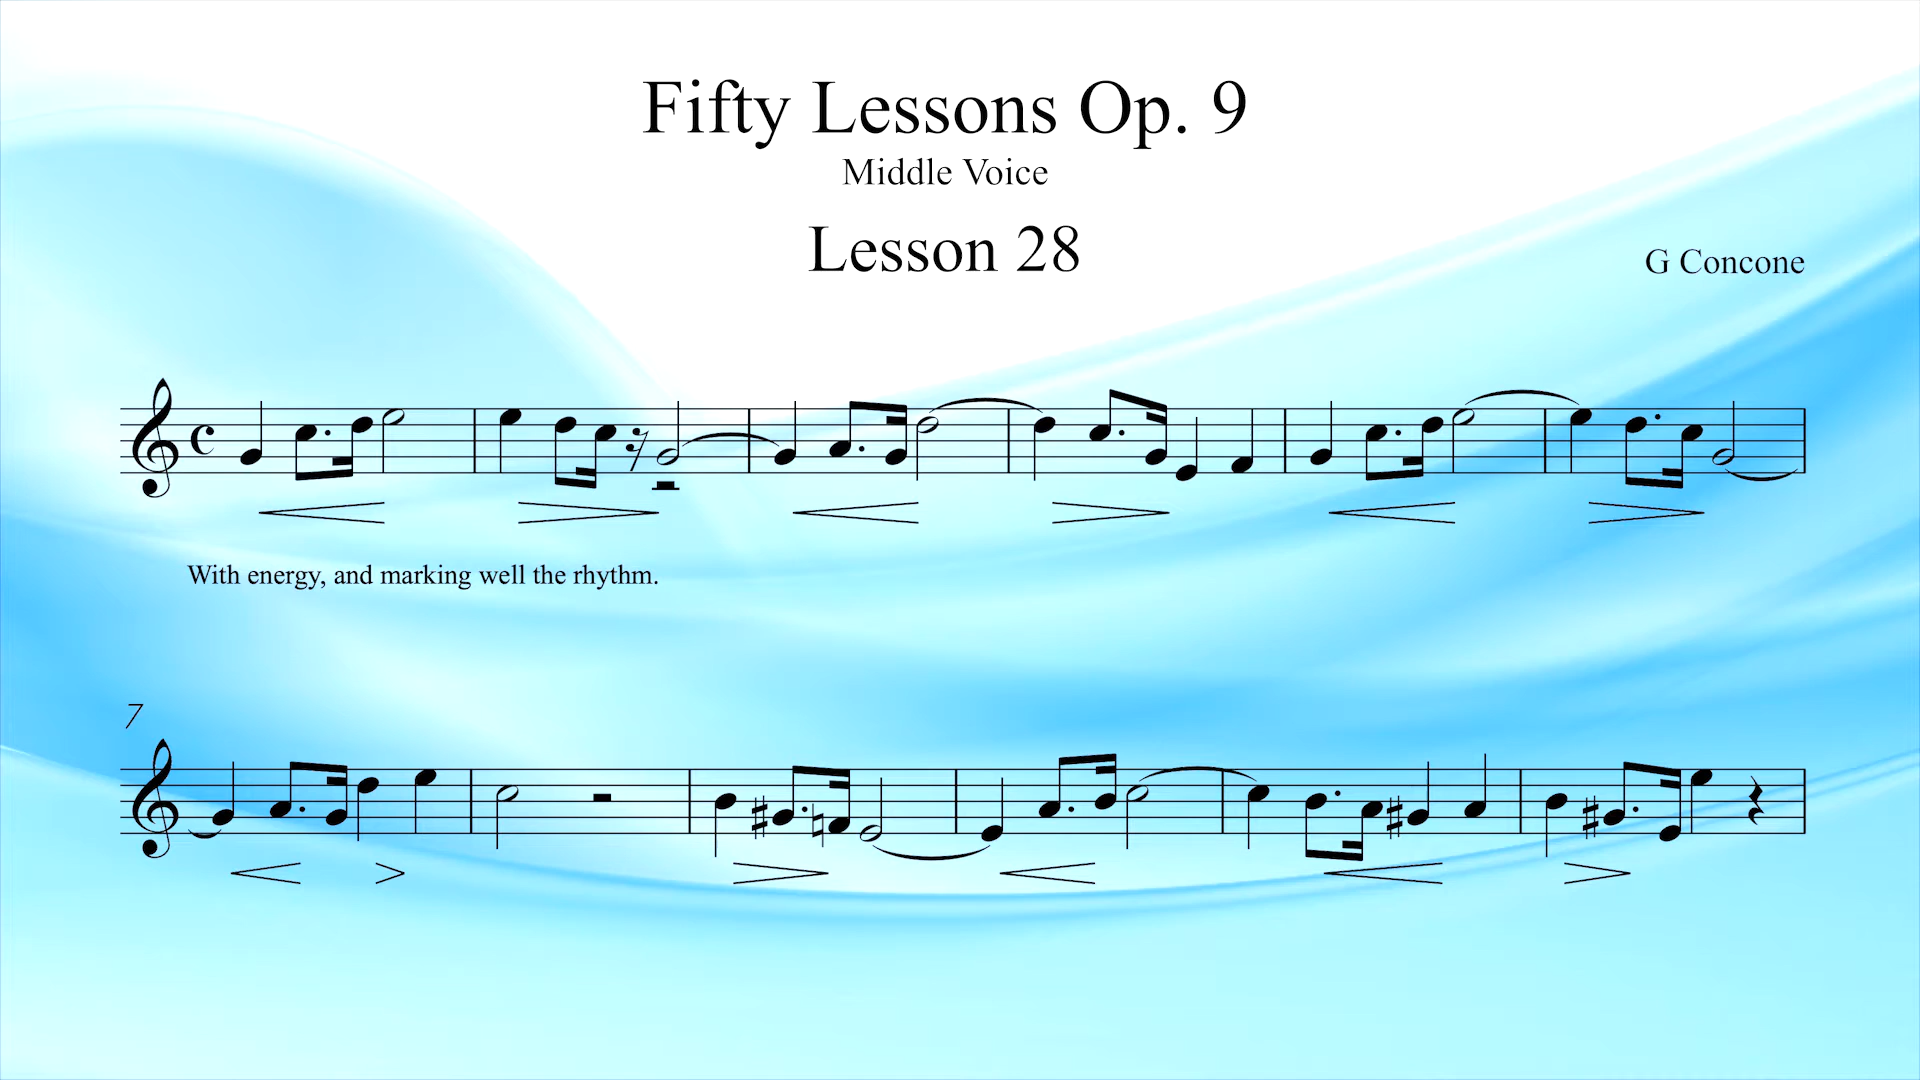 Fifty Lessons Op. 9
Middle Voice
Lesson 28
G Concone
With energy, and marking well the rhythm.
7